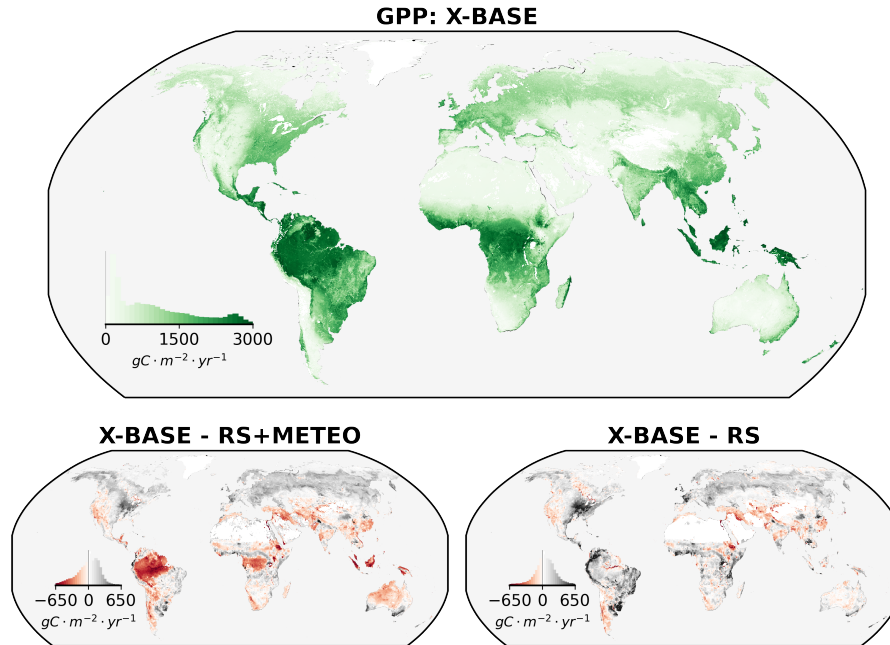 GPP: X-BASE
0 1500 3000
gC · m⁻² · yr⁻¹
X-BASE - RS+METEO
−650 0 650
gC · m⁻² · yr⁻¹
X-BASE - RS
−650 0 650
gC · m⁻² · yr⁻¹